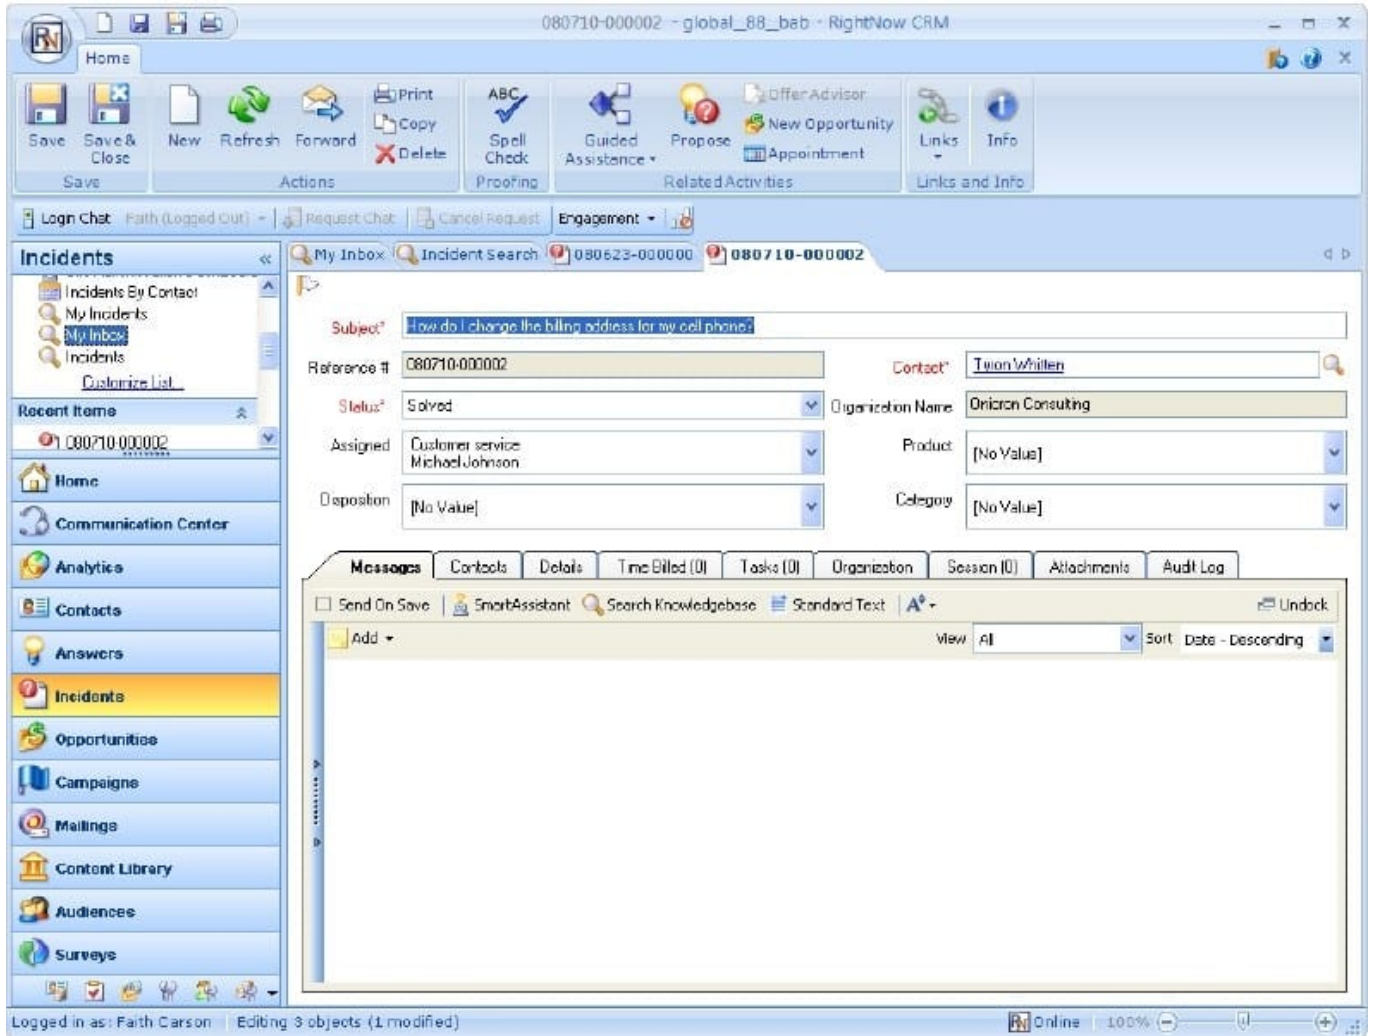 080710-000002 - global_88_bab - RightNow CRM
Home
Save
Save & Close
New
Refresh
Forward
Print
Copy
Delete
ABC
Spell Check
Guided Assistance
Propose
Offer Advisor
New Opportunity
Appointment
Links
Info
Save
Actions
Proofing
Related Activities
Links and Info
Login Chat
Faith (Logged Out)
Request Chat
Cancel Request
Engagement
Incidents
My Inbox
Incident Search
080623-000000
080710-000002
Incidents By Contact
My Incidents
My Inbox
Incidents
Customize List...
Recent Items
080710-000002
Home
Communication Center
Analytics
Contacts
Answers
Incidents
Opportunities
Campaigns
Mailings
Content Library
Audiences
Surveys
Subject*
How do I change the billing address for my cell phone?
Reference #
080710-000002
Contact*
Status*
Solved
Organization Name
Omicron Consulting
Assigned
Customer service
Michael Johnson
Product
[No Value]
Disposition
[No Value]
Category
[No Value]
Messages
Contacts
Details
Time Billed (0)
Tasks (0)
Organization
Session (0)
Attachments
Audit Log
Send On Save
SmartAssistant
Search Knowledgebase
Standard Text
Undock
Add
View
All
Sort
Date - Descending
Logged in as: Faith Carson
Editing 3 objects (1 modified)
Online
100%